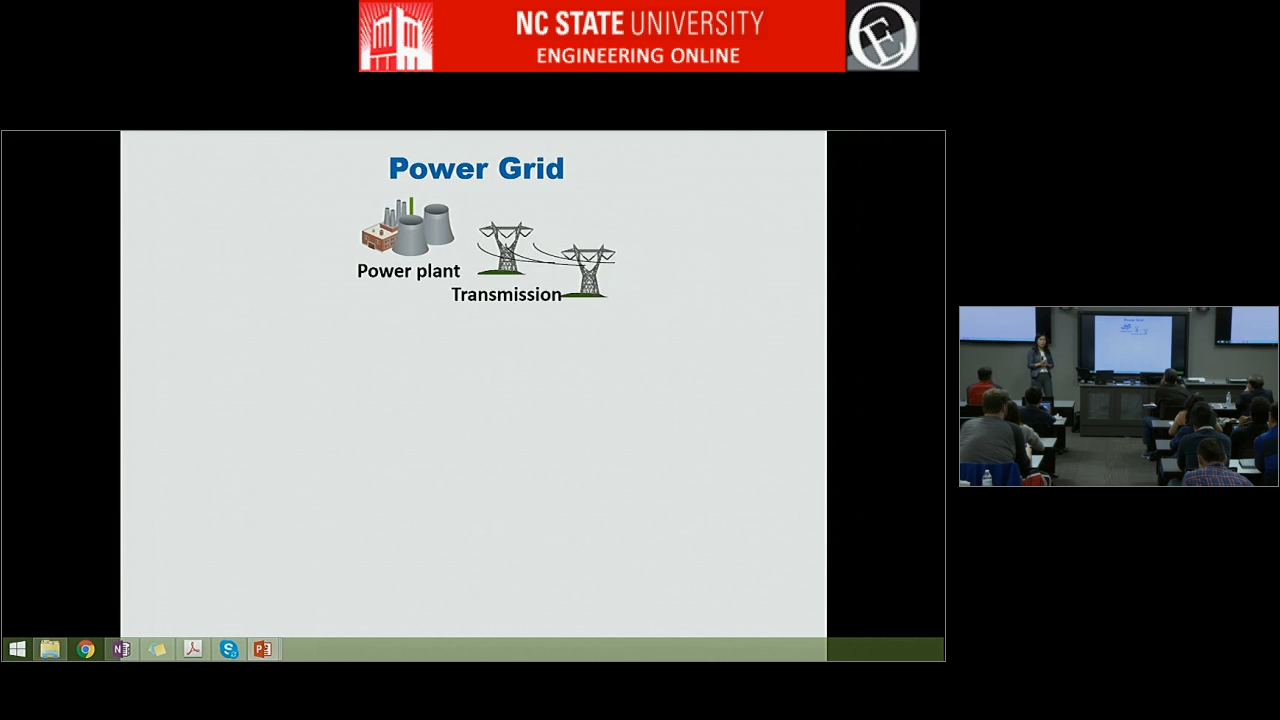 NC STATE UNIVERSITY
ENGINEERING ONLINE
Power Grid
Power plant
Transmission